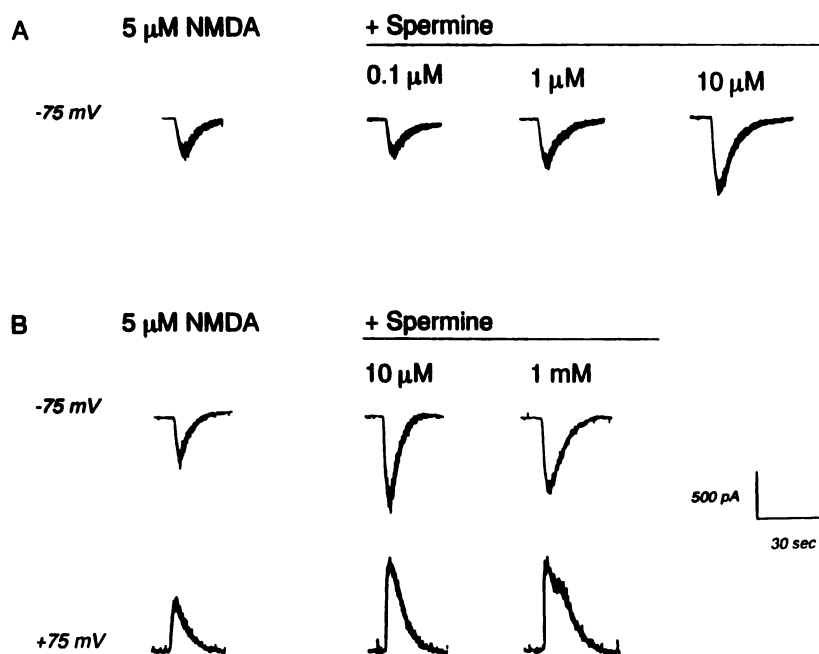 A 5 µM NMDA + Spermine
0.1 µM 1 µM 10 µM
-75 mV
B 5 µM NMDA + Spermine
10 µM 1 mM
-75 mV
500 pA
30 sec
+75 mV